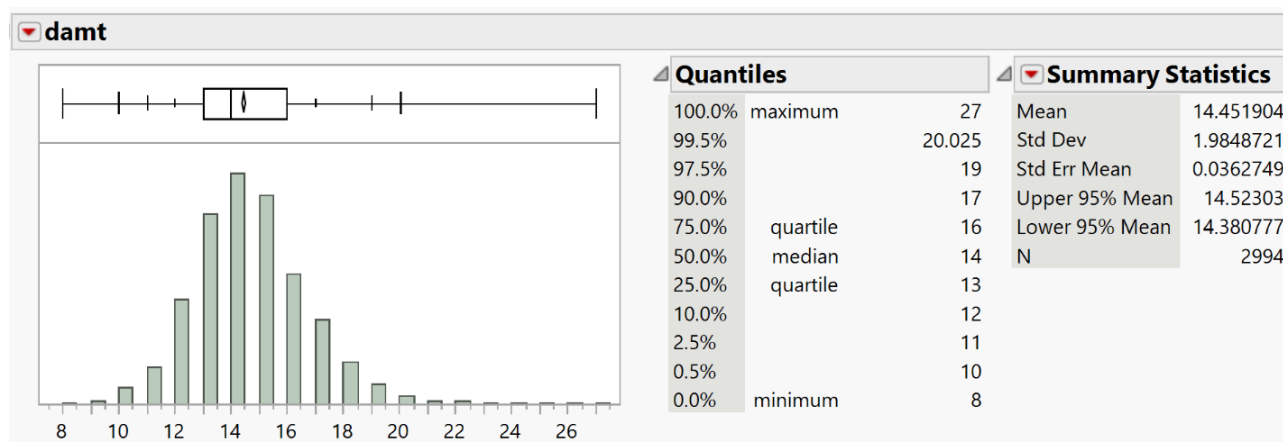 damt
8 10 12 14 16 18 20 22 24 26
Quantiles
100.0% maximum 27
99.5% 20.025
97.5% 19
90.0% 17
75.0% quartile 16
50.0% median 14
25.0% quartile 13
10.0% 12
2.5% 11
0.5% 10
0.0% minimum 8
Summary Statistics
Mean 14.451904
Std Dev 1.9848721
Std Err Mean 0.0362749
Upper 95% Mean 14.52303
Lower 95% Mean 14.380777
N 2994